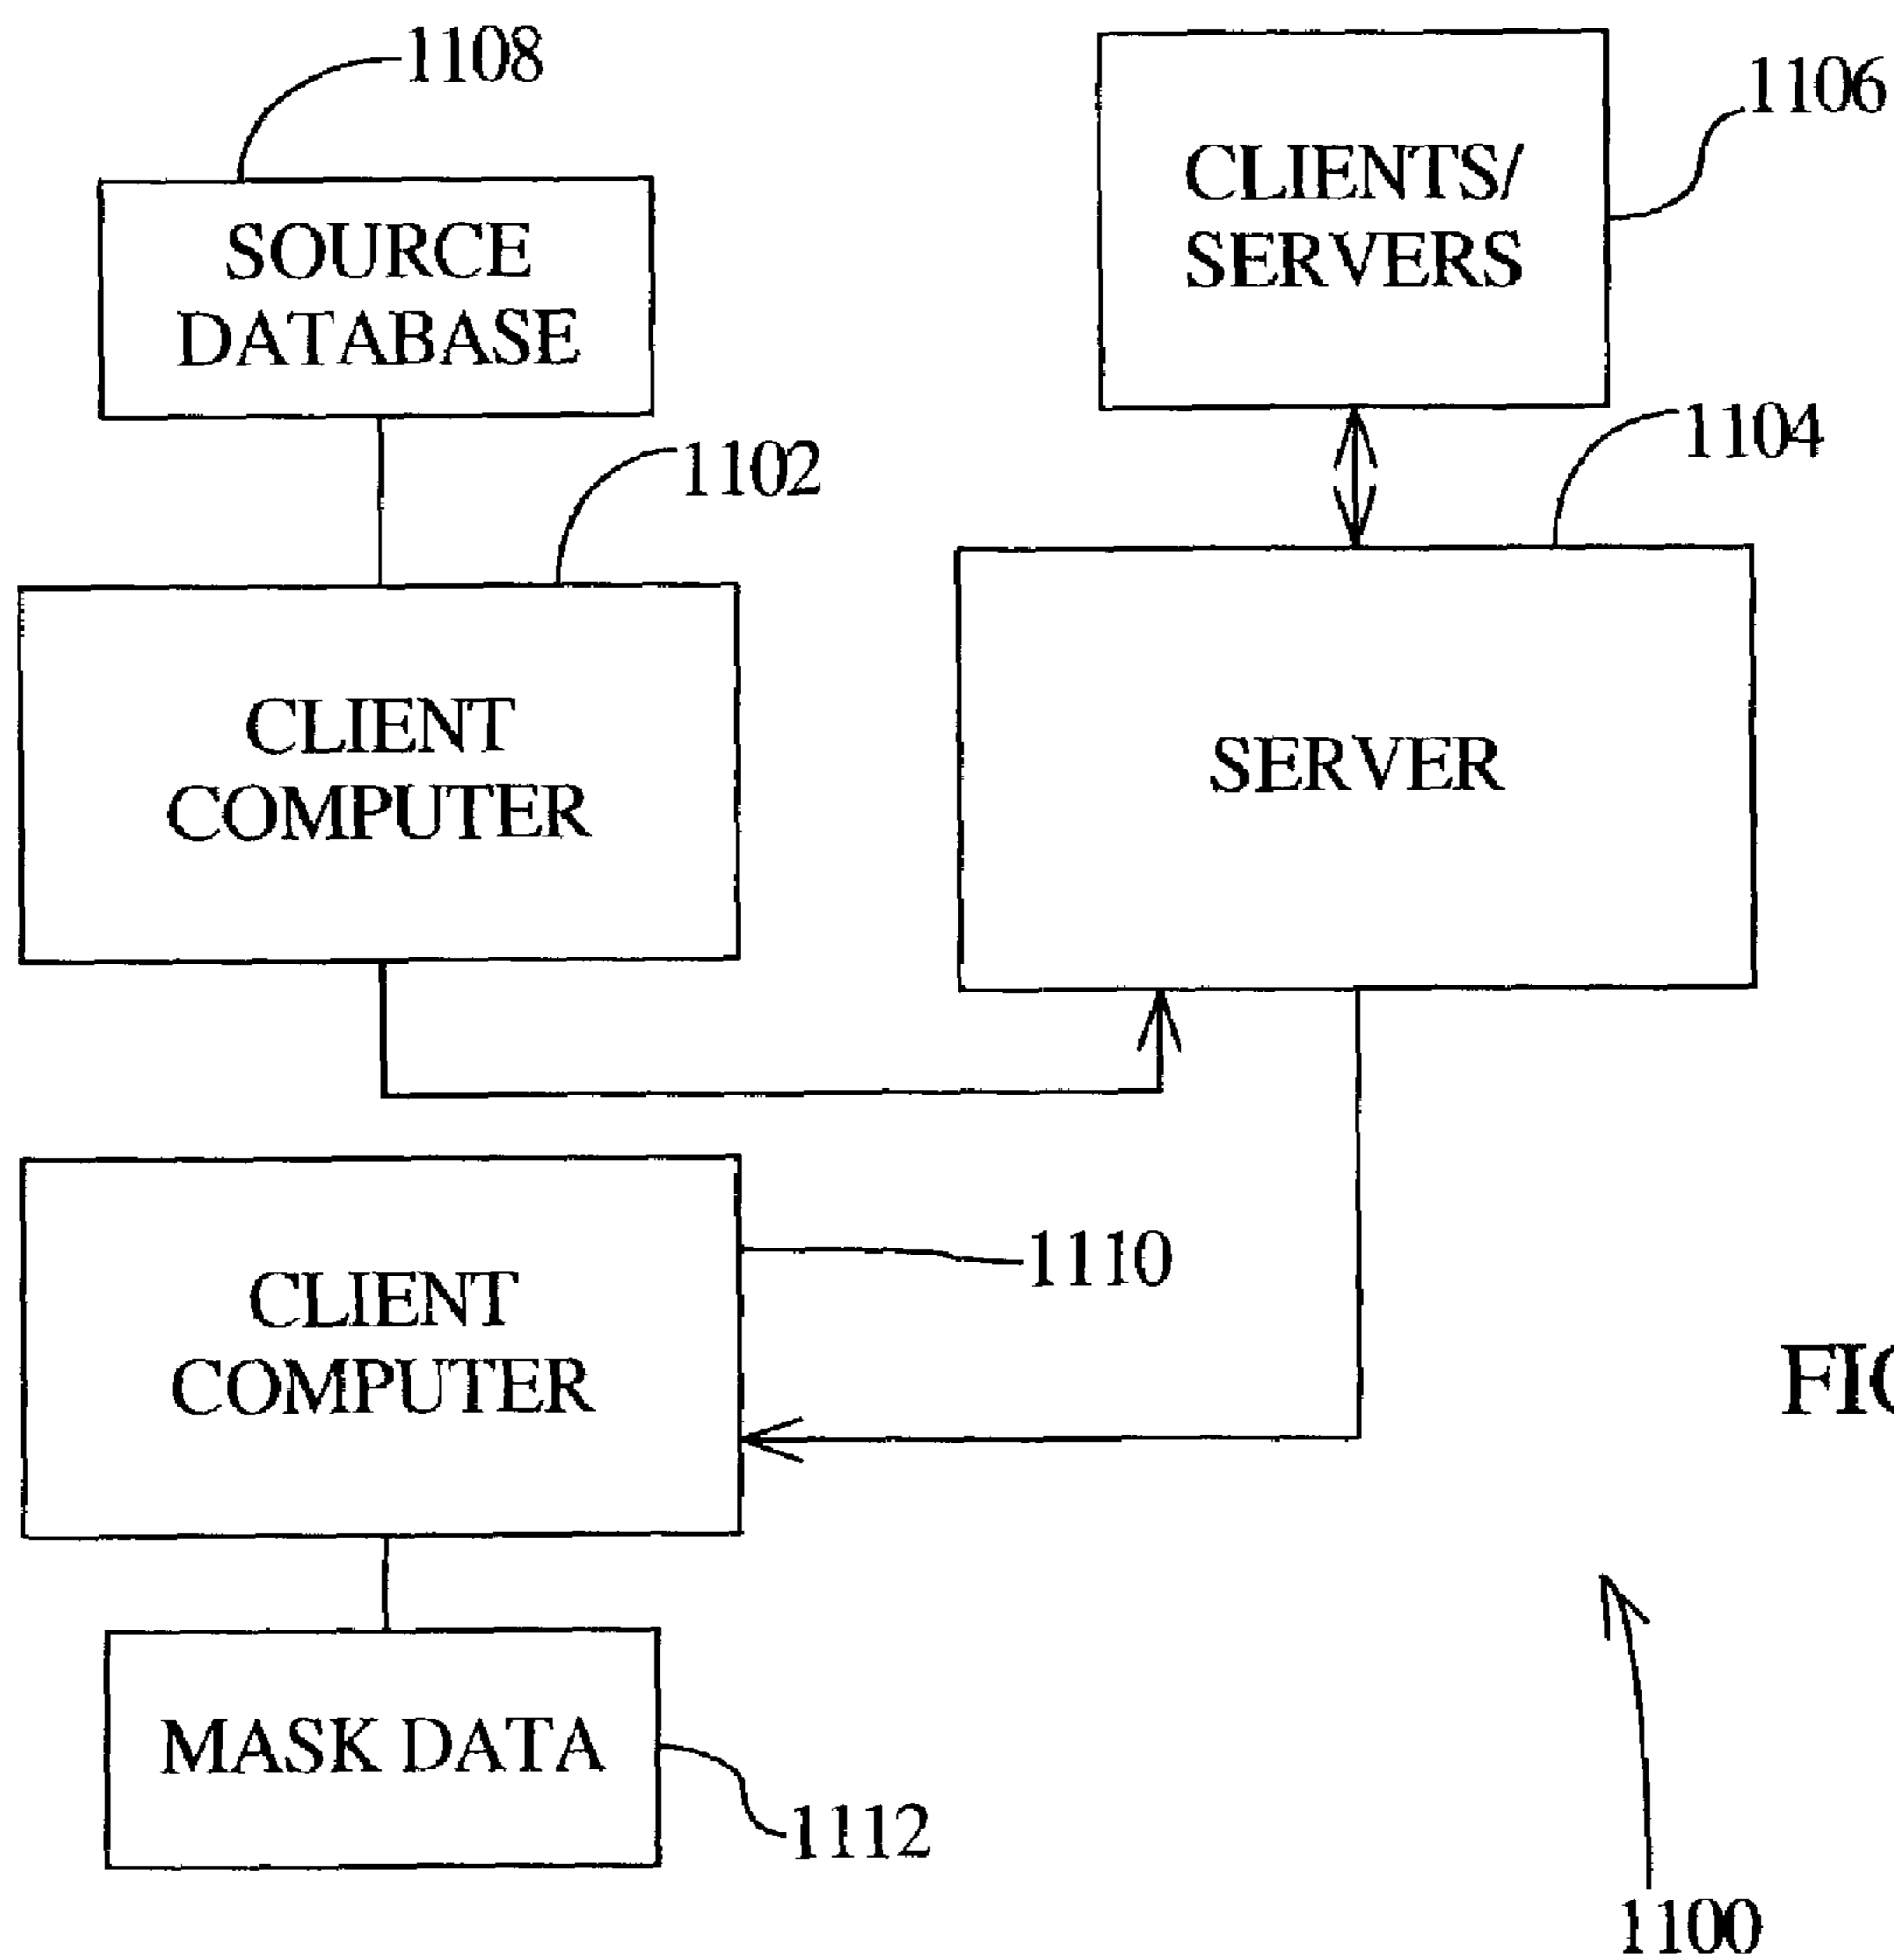 1108
1106
CLIENTS/
SERVERS
SOURCE
DATABASE
1104
1102
CLIENT
COMPUTER
SERVER
1110
CLIENT
COMPUTER
MASK DATA
1112
1100